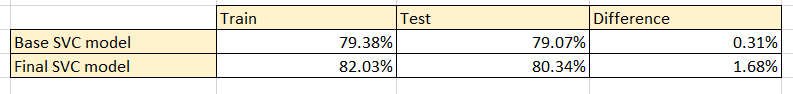 Train Test Difference
Base SVC model 79.38% 79.07% 0.31%
Final SVC model 82.03% 80.34% 1.68%